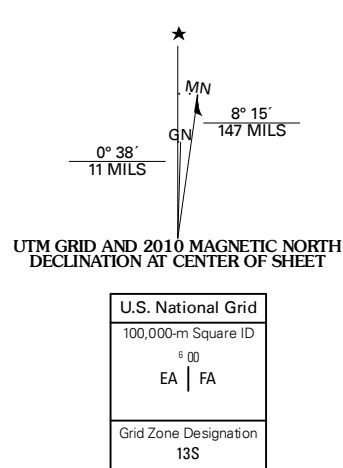 MN
8° 15´
147 MILS
GN
0° 38´
11 MILS
UTM GRID AND 2010 MAGNETIC NORTH
DECLINATION AT CENTER OF SHEET
U.S. National Grid
100,000-m Square ID
6 00
EA FA
Grid Zone Designation
13S